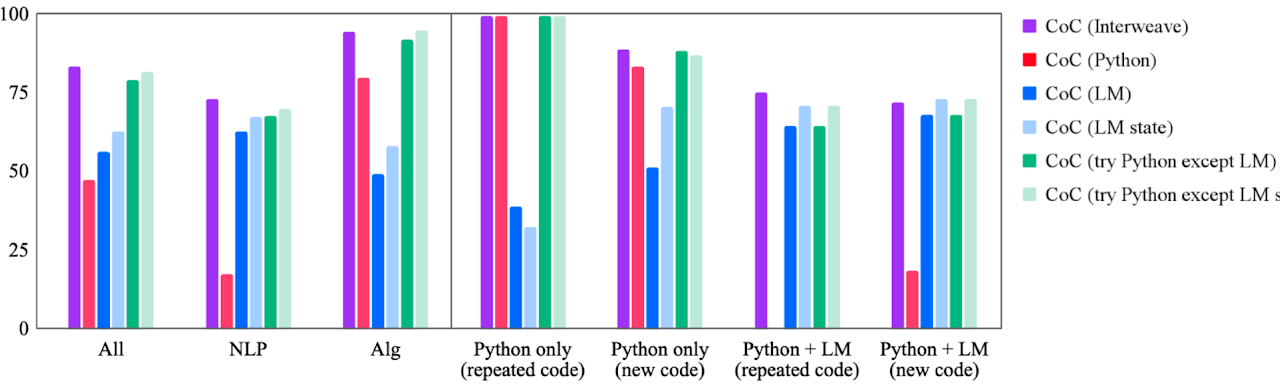 100
75
50
25
0
All
NLP
Alg
Python only
(repeated code)
Python only
(new code)
Python + LM
(repeated code)
Python + LM
(new code)
CoC (Interweave)
CoC (Python)
CoC (LM)
CoC (LM state)
CoC (try Python except LM)
CoC (try Python except LM s